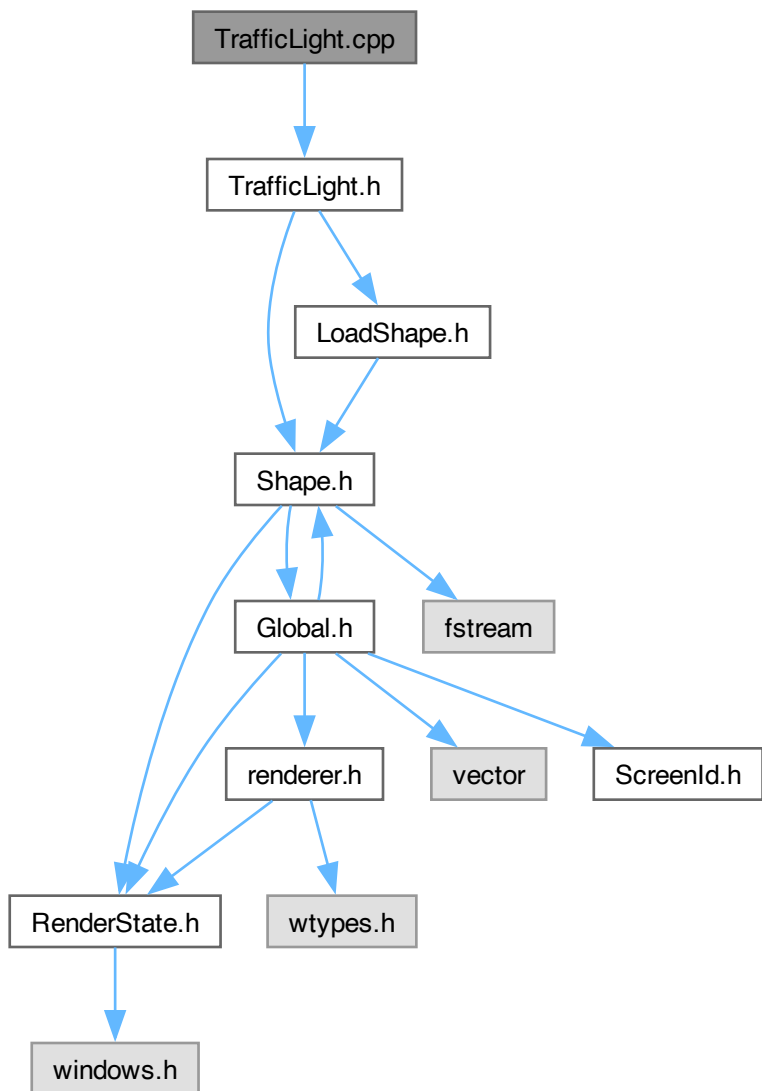 TrafficLight.cpp
TrafficLight.h
LoadShape.h
Shape.h
Global.h
fstream
renderer.h
vector
ScreenId.h
RenderState.h
wtypes.h
windows.h